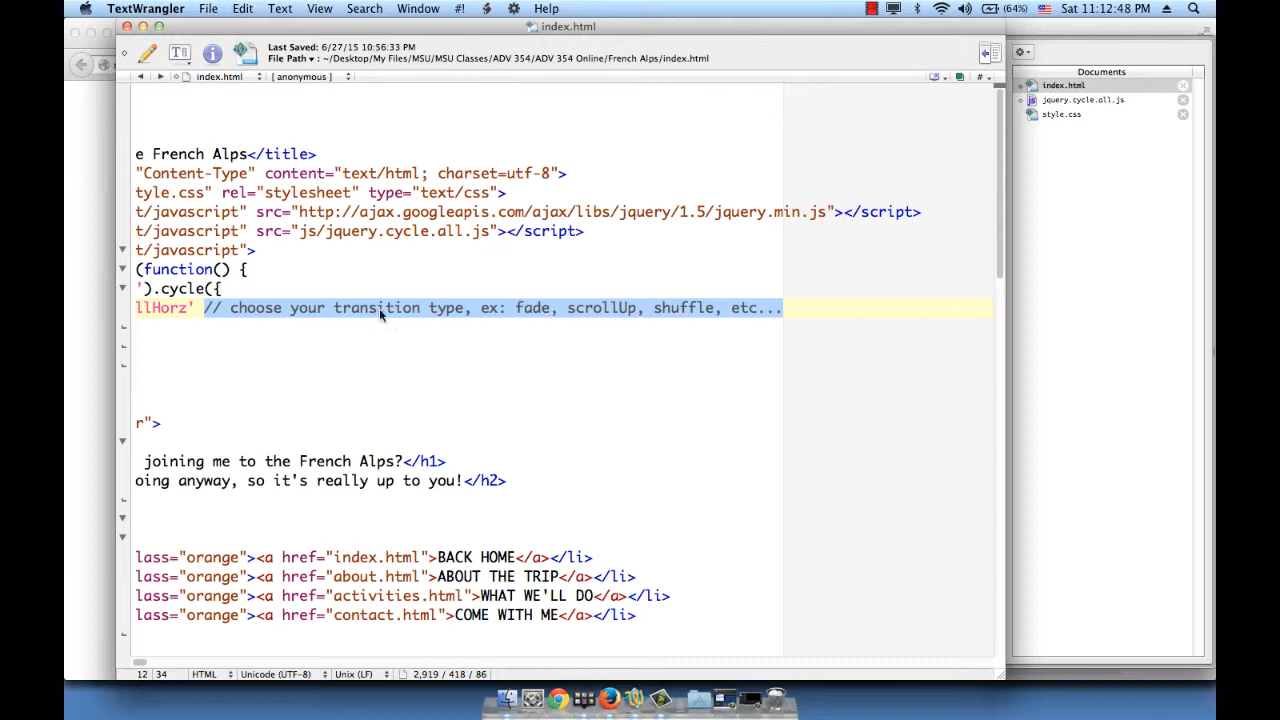 TextWrangler File Edit Text View Search Window #! Help (64%) Sat 11:12:48 PM
index.html
Last Saved: 6/27/15 10:56:33 PM
File Path ▾ : ~/Desktop/My Files/MSU/MSU Classes/ADV 354/ADV 354 Online/French Alps/index.html
index.html [ anonymous ] # ,
Documents
index.html
jquery.cycle.all.js
style.css
e French Alps</title>
"Content-Type" content="text/html; charset=utf-8">
tyle.css" rel="stylesheet" type="text/css">
t/javascript" src="http://ajax.googleapis.com/ajax/libs/jquery/1.5/jquery.min.js"></script>
t/javascript" src="js/jquery.cycle.all.js"></script>
t/javascript">
(function() {
').cycle({
llHorz' // choose your transition type, ex: fade, scrollUp, shuffle, etc...
r">
joining me to the French Alps?</h1>
oing anyway, so it's really up to you!</h2>
lass="orange"><a href="index.html">BACK HOME</a></li>
lass="orange"><a href="about.html">ABOUT THE TRIP</a></li>
lass="orange"><a href="activities.html">WHAT WE'LL DO</a></li>
lass="orange"><a href="contact.html">COME WITH ME</a></li>
12 34 HTML Unicode (UTF-8) Unix (LF) 2,919 / 418 / 86